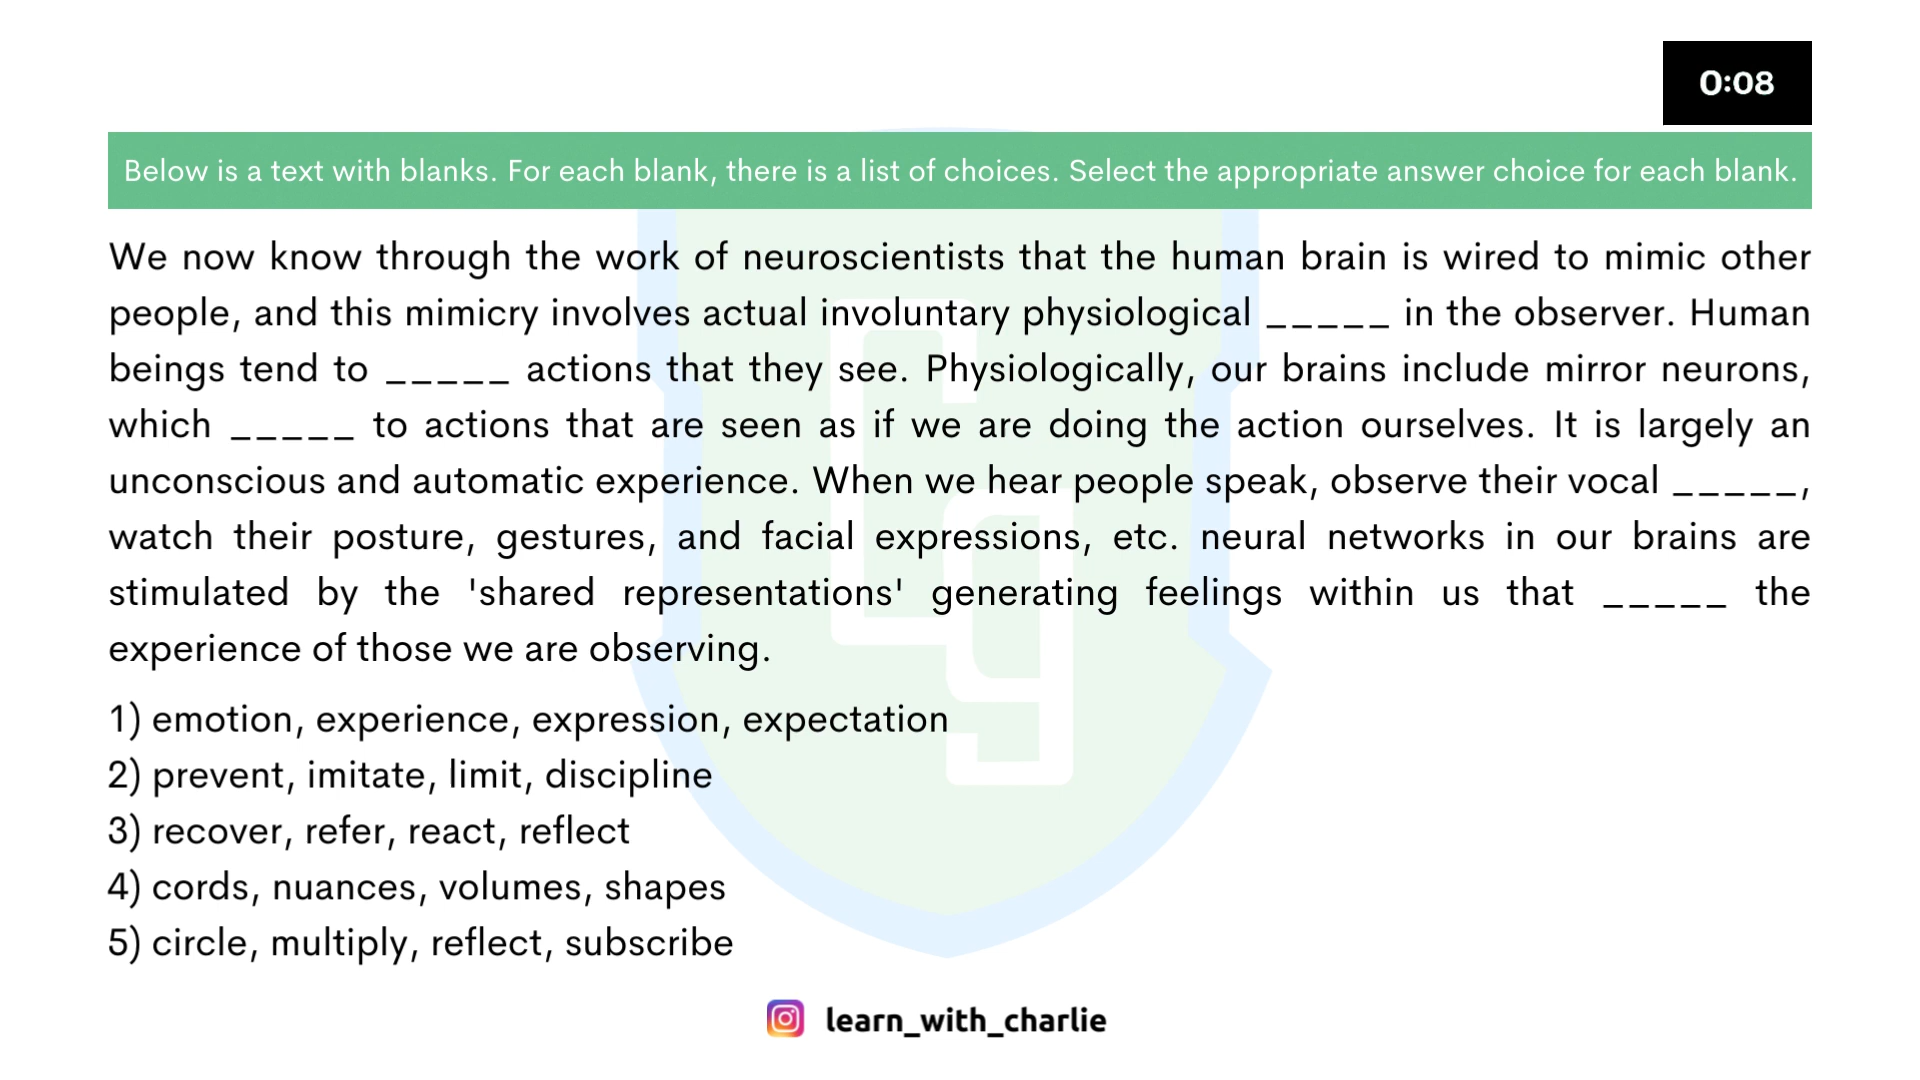 0:08
Below is a text with blanks. For each blank, there is a list of choices. Select the appropriate answer choice for each blank.
We now know through the work of neuroscientists that the human brain is wired to mimic other
people, and this mimicry involves actual involuntary physiological _____ in the observer. Human
beings tend to _____ actions that they see. Physiologically, our brains include mirror neurons,
which _____ to actions that are seen as if we are doing the action ourselves. It is largely an
unconscious and automatic experience. When we hear people speak, observe their vocal _____,
watch their posture, gestures, and facial expressions, etc. neural networks in our brains are
stimulated by the 'shared representations' generating feelings within us that _____ the
experience of those we are observing.
1) emotion, experience, expression, expectation
2) prevent, imitate, limit, discipline
3) recover, refer, react, reflect
4) cords, nuances, volumes, shapes
5) circle, multiply, reflect, subscribe
learn_with_charlie